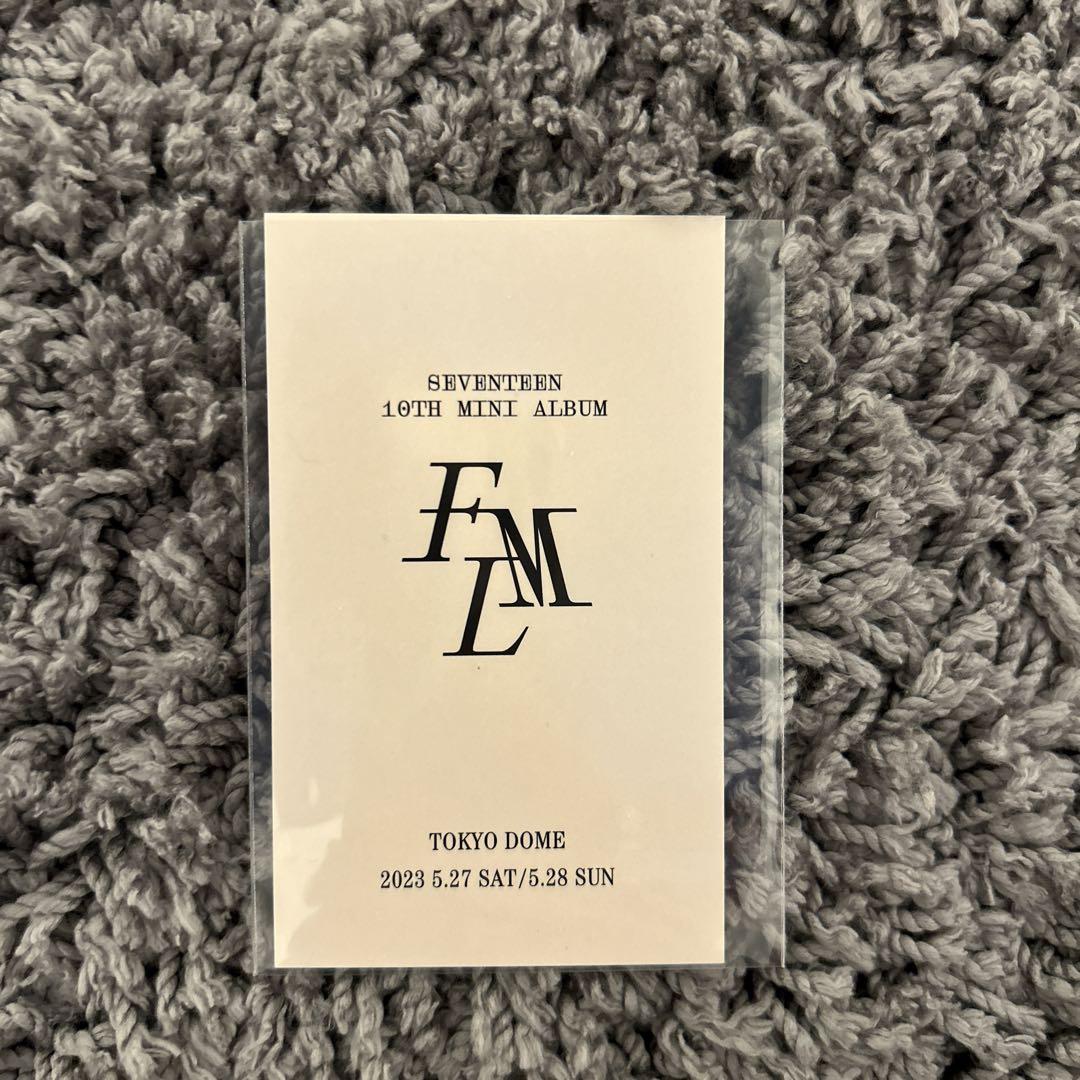 SEVENTEEN
10TH MINI ALBUM
FML
TOKYO DOME
2023 5.27 SAT/5.28 SUN